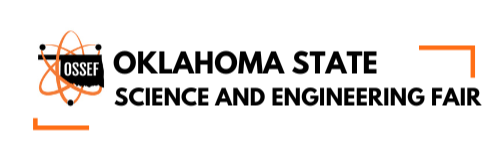 OSSEF
OKLAHOMA STATE
SCIENCE AND ENGINEERING FAIR